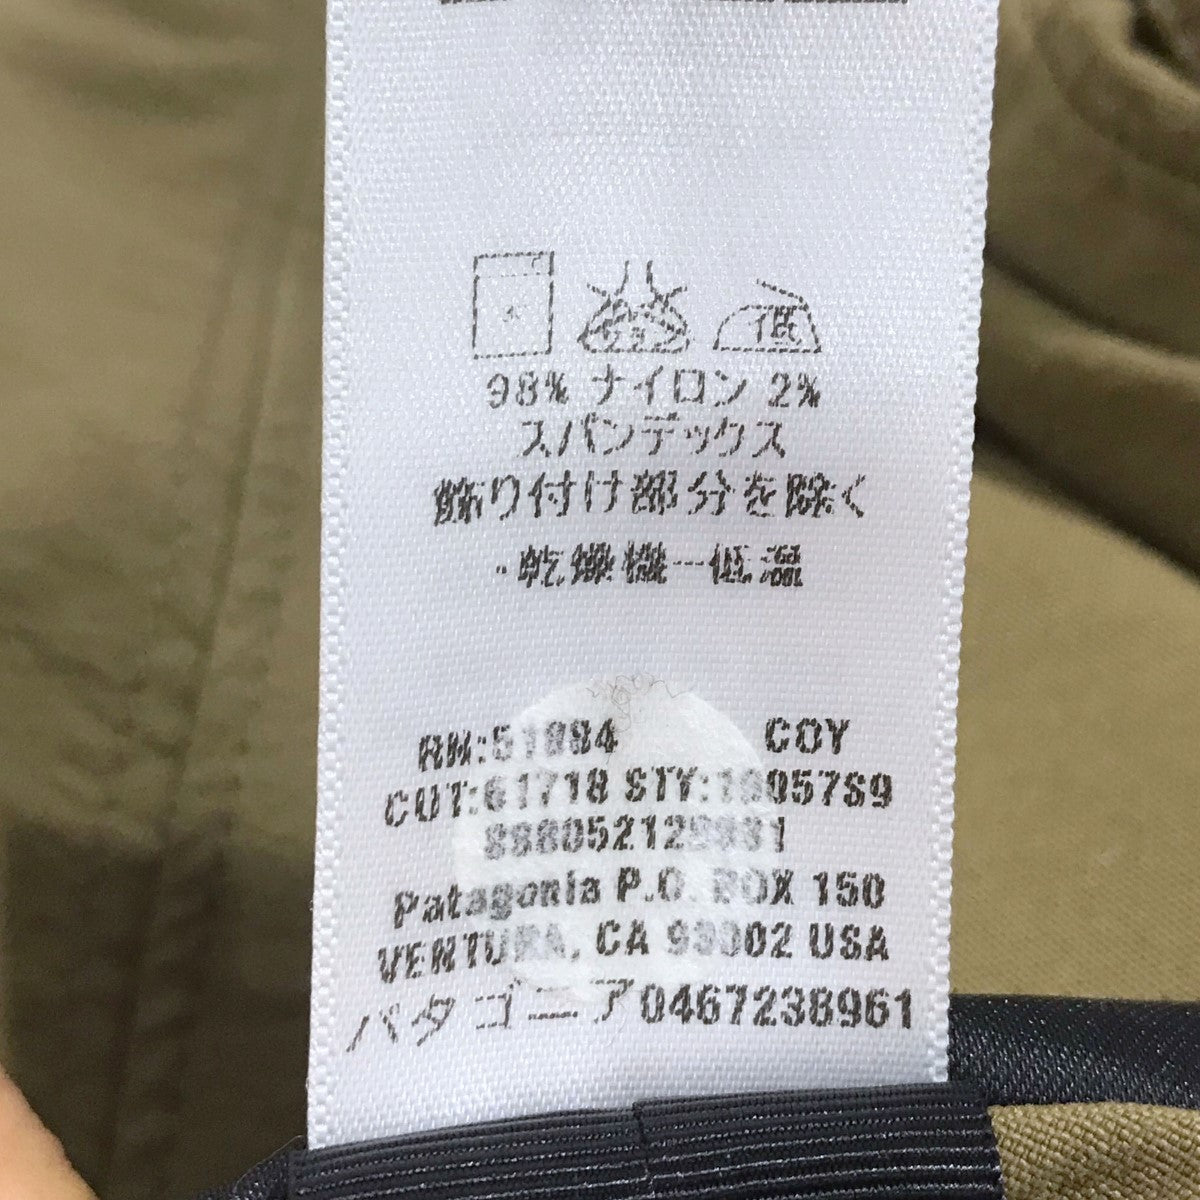 低
98% ナイロン 2%
スパンデックス
飾り付け部分を除く
・乾燥機一低温
RN:51884 COY
CUT:61718 STY:19057S9
Patagonia P.O. BOX 150
VENTURA, CA 93002 USA
パタゴニア0467238961